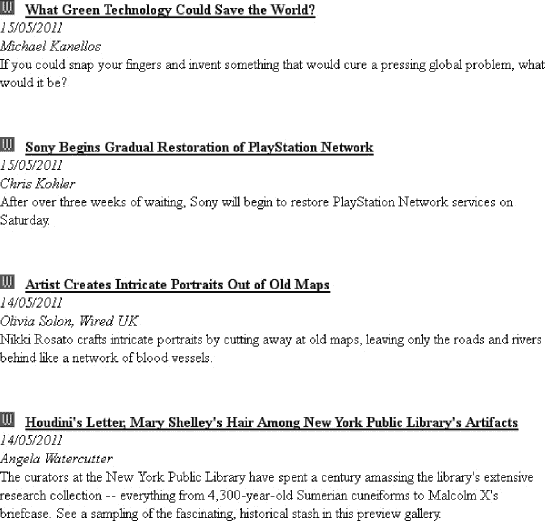 W What Green Technology Could Save the World?
15/05/2011
Michael Kanellos
If you could snap your fingers and invent something that would cure a pressing global problem, what
would it be?
W Sony Begins Gradual Restoration of PlayStation Network
15/05/2011
Chris Kohler
After over three weeks of waiting, Sony will begin to restore PlayStation Network services on
Saturday.
W Artist Creates Intricate Portraits Out of Old Maps
14/05/2011
Olivia Solon, Wired UK
Nikki Rosato crafts intricate portraits by cutting away at old maps, leaving only the roads and rivers
behind like a network of blood vessels.
W Houdini's Letter, Mary Shelley's Hair Among New York Public Library's Artifacts
14/05/2011
Angela Watercutter
The curators at the New York Public Library have spent a century amassing the library's extensive
research collection -- everything from 4,300-year-old Sumerian cuneiforms to Malcolm X's
briefcase. See a sampling of the fascinating, historical stash in this preview gallery.